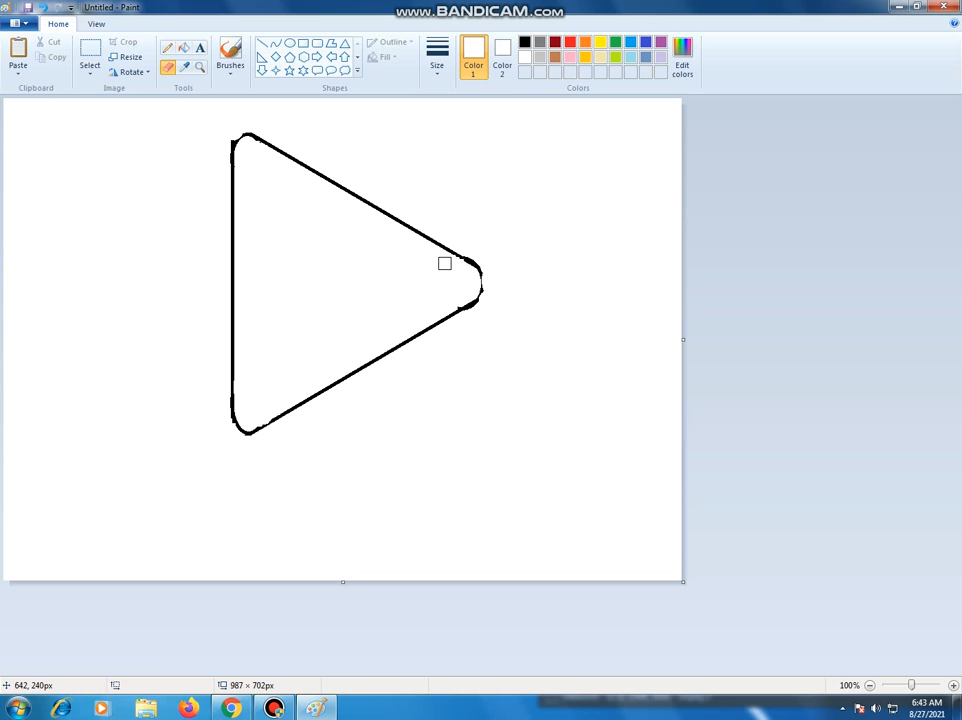 Untitled - Paint
www.BANDICAM.com
Home
View
Paste
Cut
Copy
Clipboard
Select
Crop
Resize
Rotate
Image
A
Tools
Brushes
Shapes
Outline
Fill
Size
Color
1
Color
2
Colors
Edit
colors
642, 240px
987 × 702px
100%
6:43 AM
8/27/2021